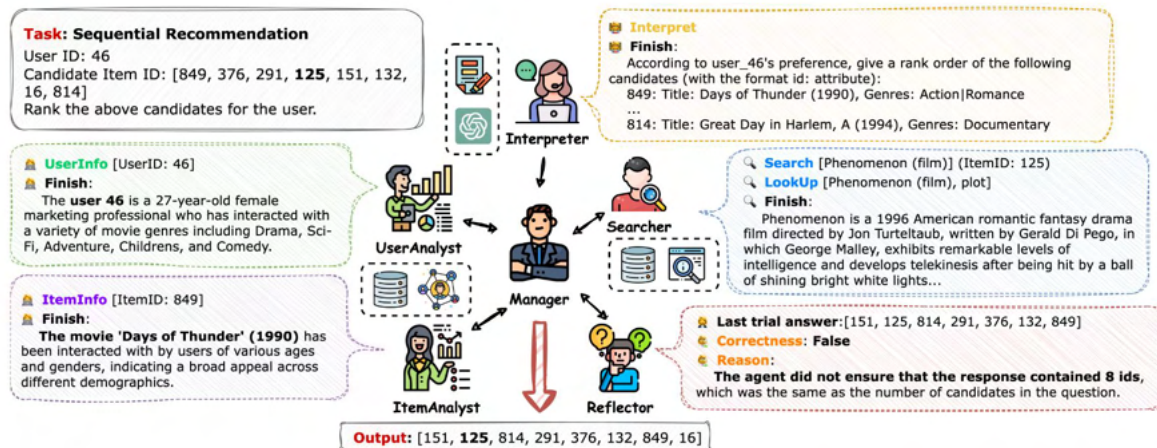 Task: Sequential Recommendation
User ID: 46
Candidate Item ID: [849, 376, 291, 125, 151, 132,
16, 814]
Rank the above candidates for the user.
Interpret
Finish:
According to user_46's preference, give a rank order of the following
candidates (with the format id: attribute):
849: Title: Days of Thunder (1990), Genres: Action|Romance
...
814: Title: Great Day in Harlem, A (1994), Genres: Documentary
Interpreter
UserInfo [UserID: 46]
Finish:
The user 46 is a 27-year-old female
marketing professional who has interacted with
a variety of movie genres including Drama, Sci-
Fi, Adventure, Childrens, and Comedy.
UserAnalyst
Searcher
Search [Phenomenon (film)] (ItemID: 125)
LookUp [Phenomenon (film), plot]
Finish:
Phenomenon is a 1996 American romantic fantasy drama
film directed by Jon Turteltaub, written by Gerald Di Pego, in
which George Malley, exhibits remarkable levels of
intelligence and develops telekinesis after being hit by a ball
of shining bright white lights...
Manager
ItemInfo [ItemID: 849]
Finish:
The movie 'Days of Thunder' (1990) has
been interacted with by users of various ages
and genders, indicating a broad appeal across
different demographics.
ItemAnalyst
Reflector
Last trial answer:[151, 125, 814, 291, 376, 132, 849]
Correctness: False
Reason:
The agent did not ensure that the response contained 8 ids,
which was the same as the number of candidates in the question.
Output: [151, 125, 814, 291, 376, 132, 849, 16]